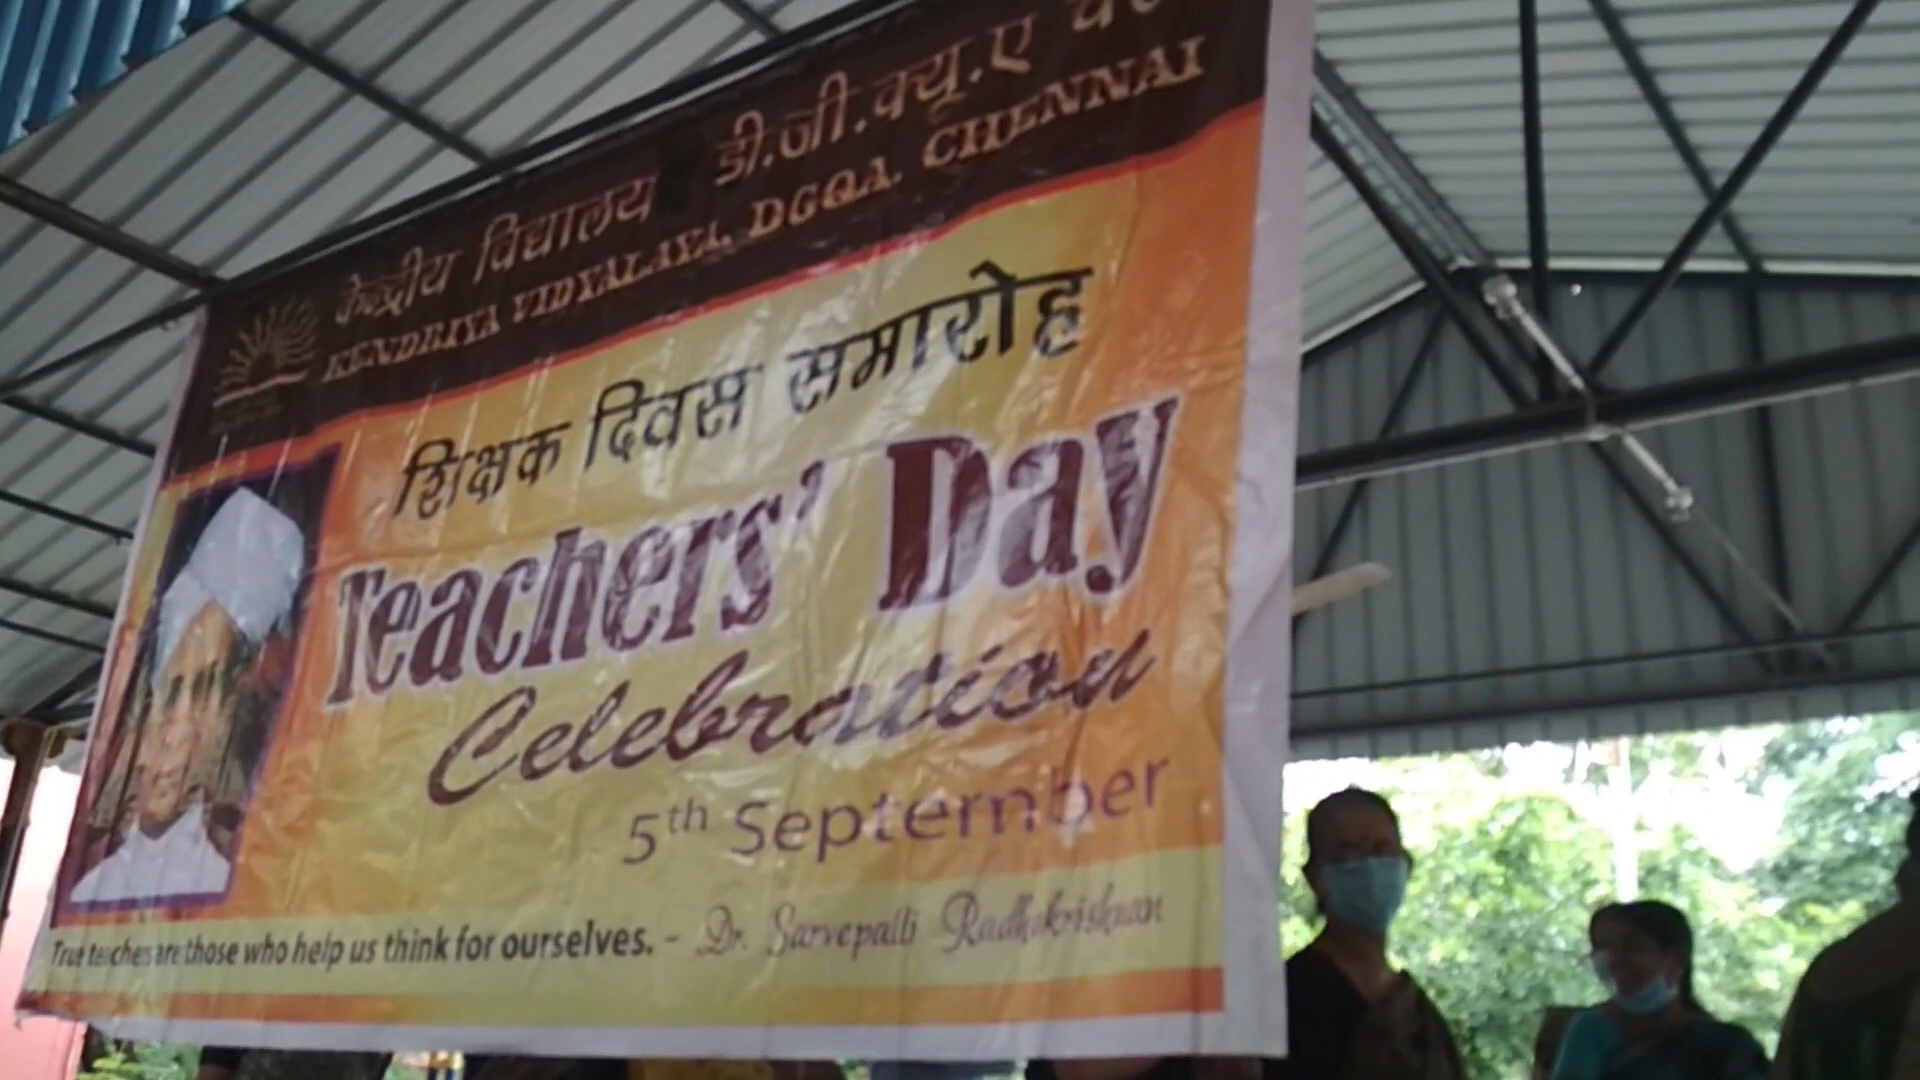 केन्द्रीय विद्यालय डी.जी.क्यू.ए
KENDRIYA VIDYALAYA, DGQA, CHENNAI
शिक्षक दिवस समारोह
Teachers' Day
Celebration
5th September
True teachers are those who help us think for ourselves. - Dr. Sarvepalli Radhakrishnan